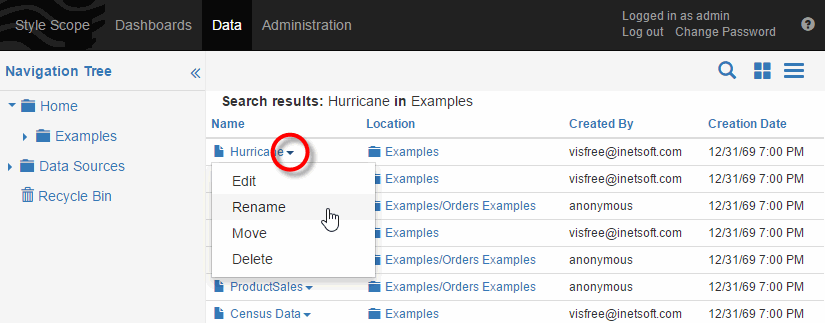 Style Scope Dashboards Data Administration
Logged in as admin
Log out Change Password
?
Navigation Tree «
Home
Examples
Data Sources
Recycle Bin
Search results: Hurricane in Examples
Name Location Created By Creation Date
Hurricane Examples visfree@inetsoft.com 12/31/69 7:00 PM
Examples visfree@inetsoft.com 12/31/69 7:00 PM
Examples/Orders Examples anonymous 12/31/69 7:00 PM
Examples visfree@inetsoft.com 12/31/69 7:00 PM
Examples/Orders Examples anonymous 12/31/69 7:00 PM
ProductSales Examples/Orders Examples anonymous 12/31/69 7:00 PM
Census Data Examples visfree@inetsoft.com 12/31/69 7:00 PM
Edit
Rename
Move
Delete